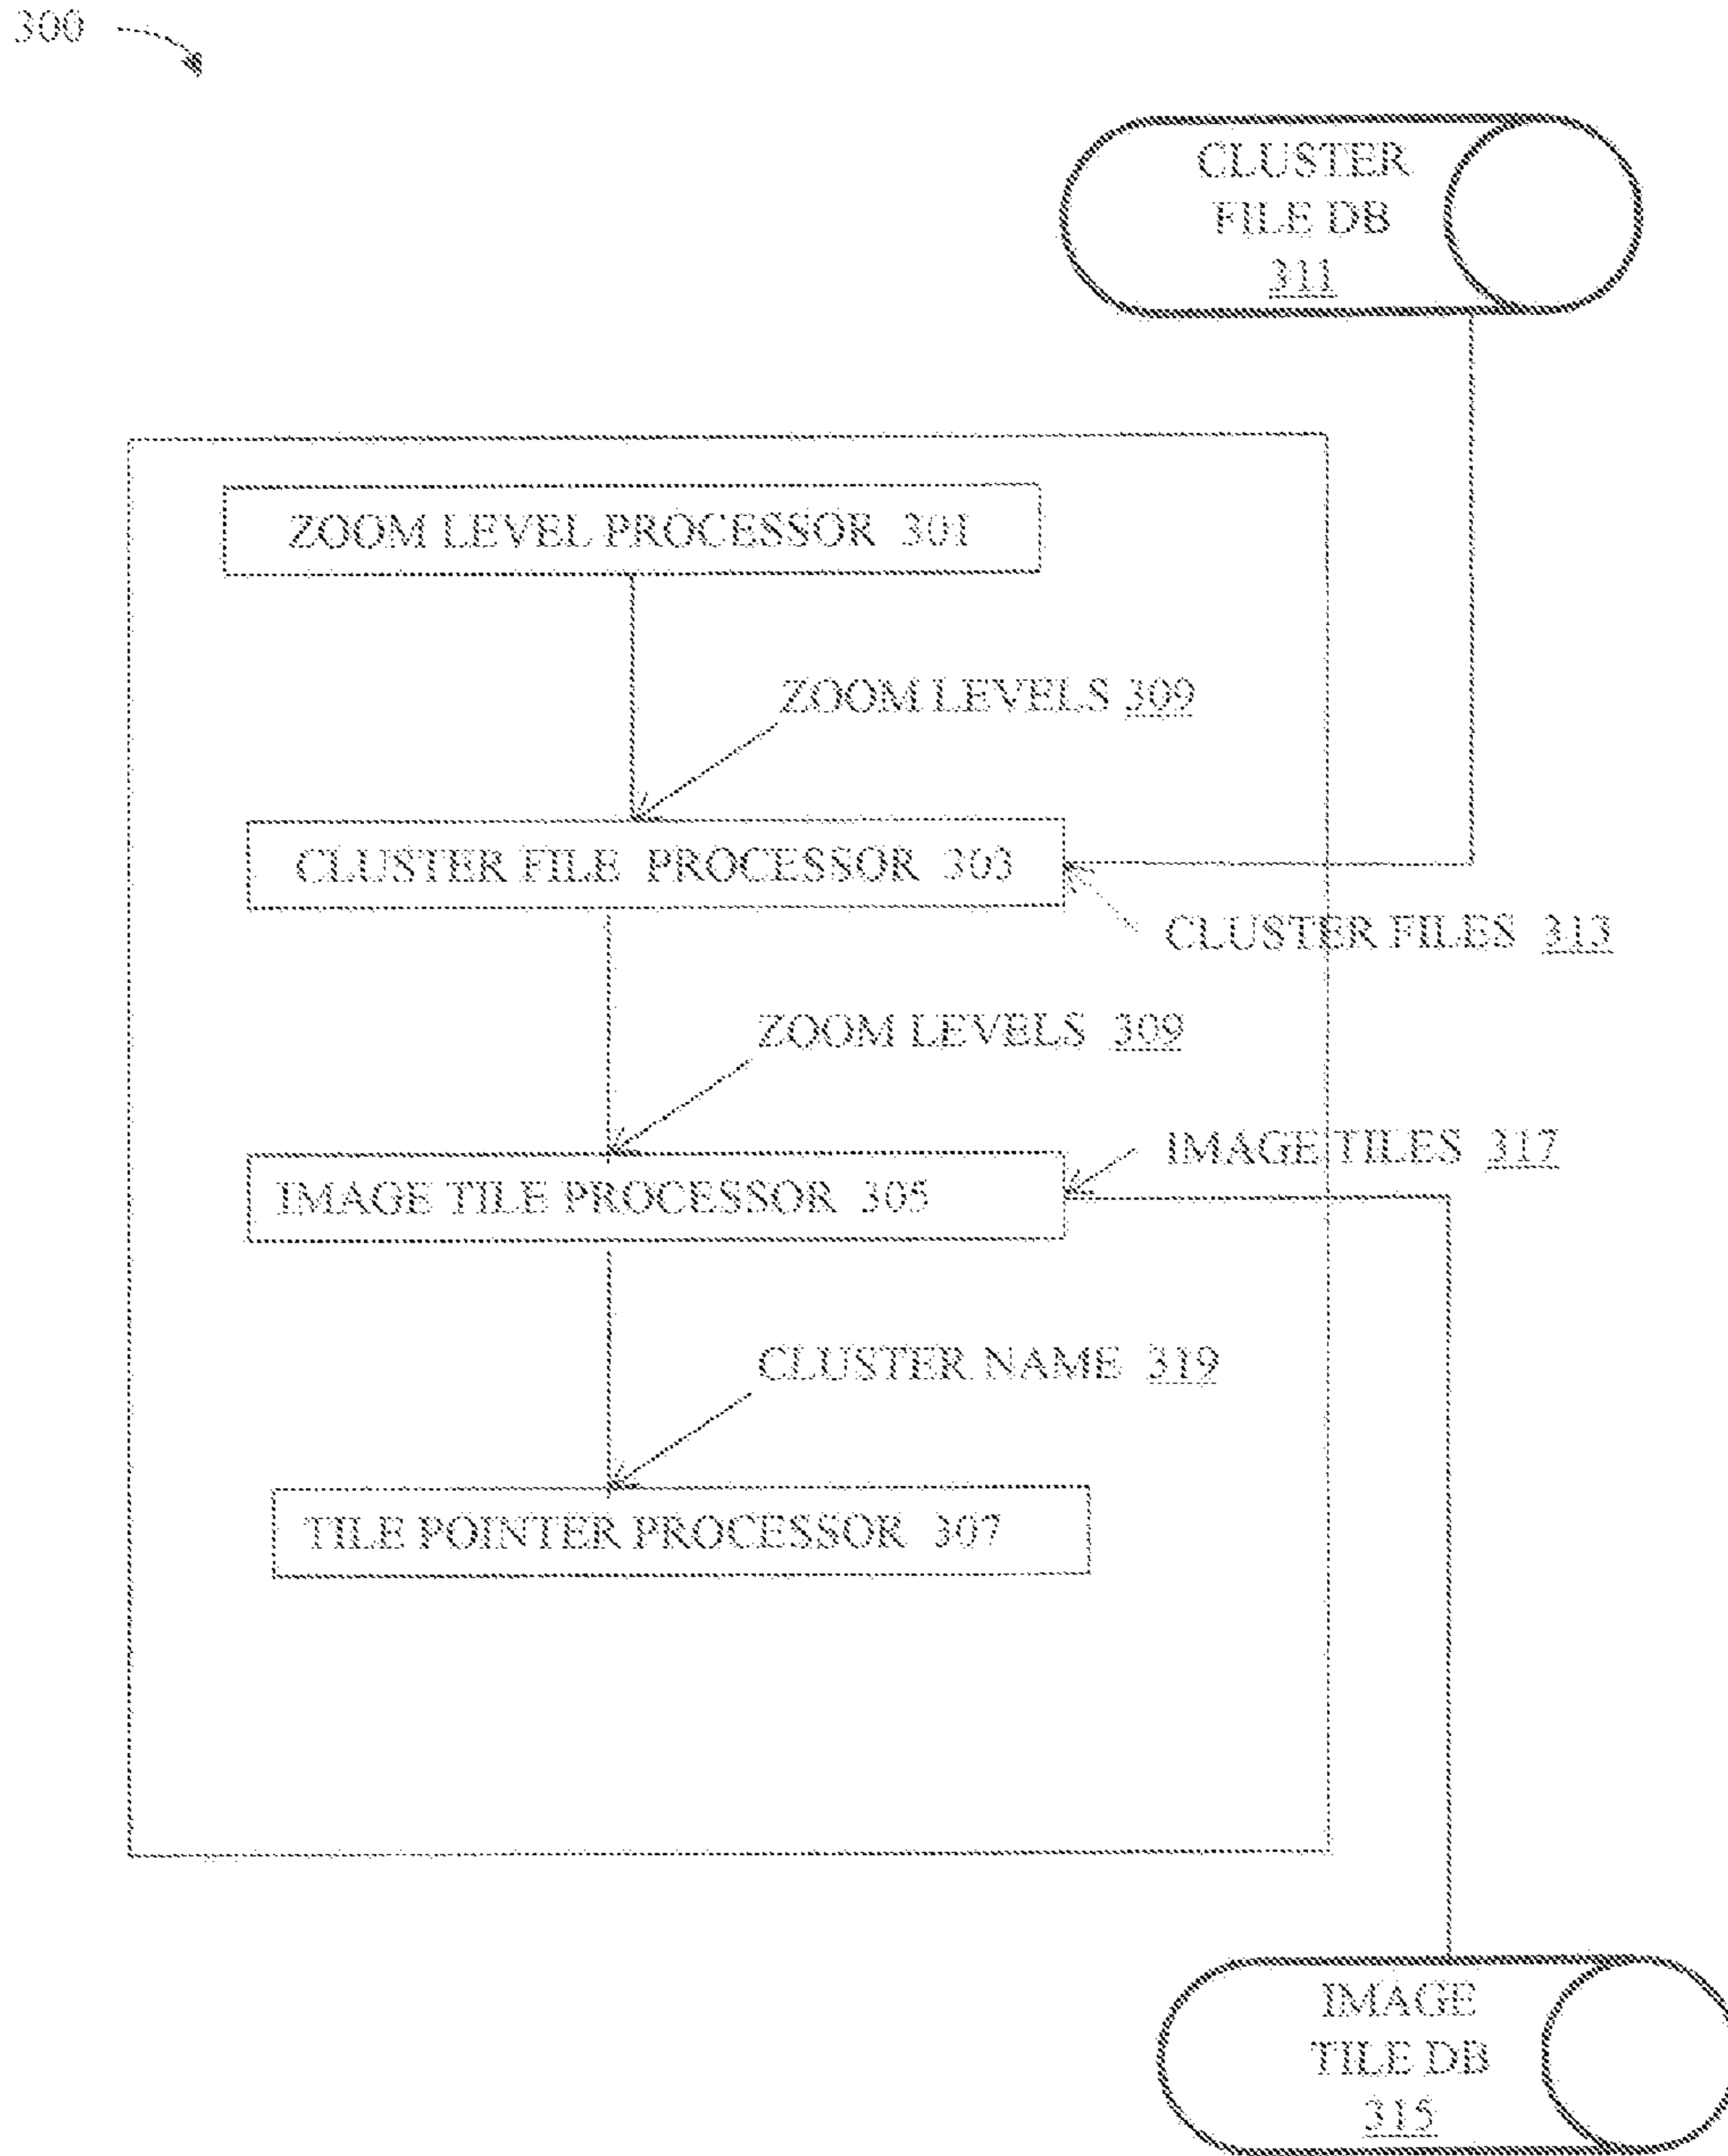 300
CLUSTER
FILE DB
311
ZOOM LEVEL PROCESSOR 301
ZOOM LEVELS 309
CLUSTER FILE PROCESSOR 303
CLUSTER FILES 313
ZOOM LEVELS 309
IMAGE TILES 317
IMAGE TILE PROCESSOR 305
CLUSTER NAME 319
TILE POINTER PROCESSOR 307
IMAGE
TILE DB
315